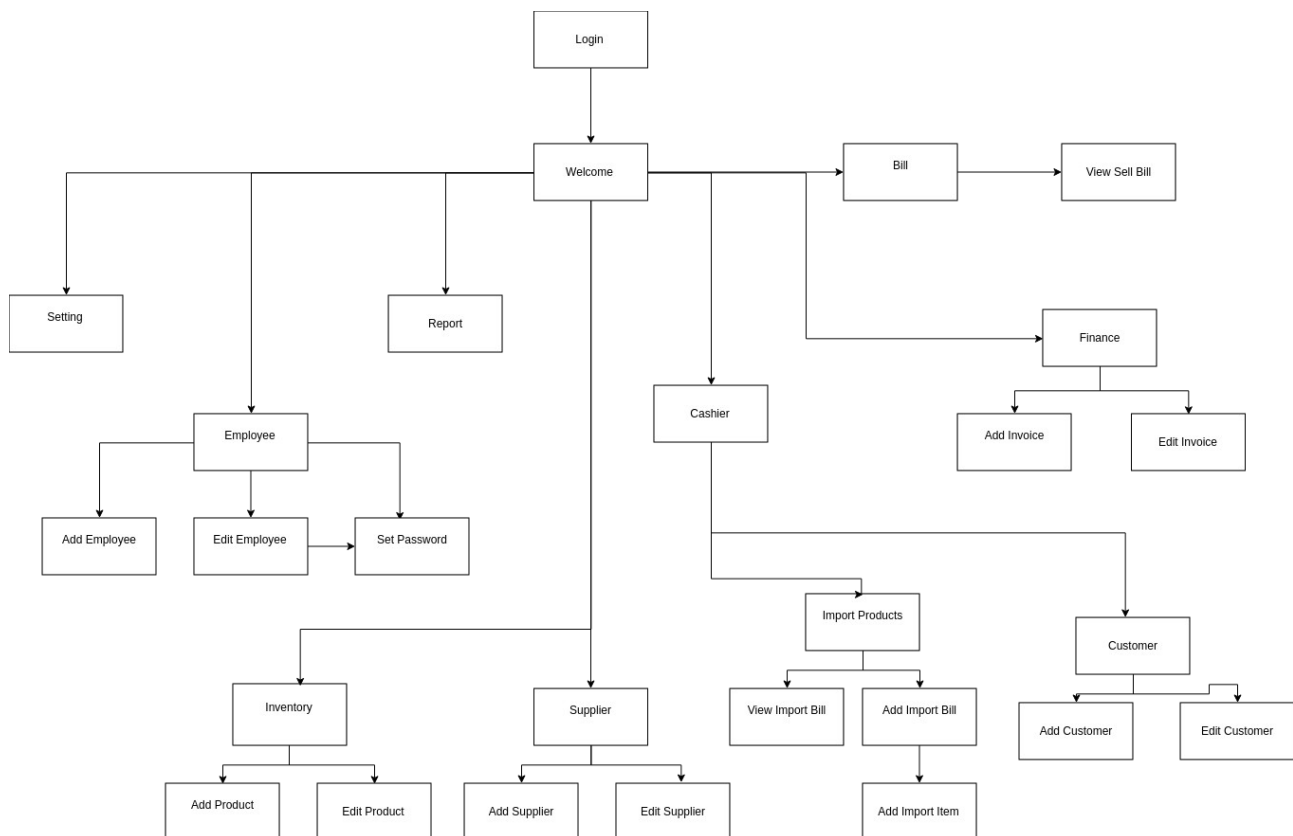 Login
Welcome
Bill
View Sell Bill
Setting
Report
Finance
Cashier
Employee
Add Invoice
Edit Invoice
Add Employee
Edit Employee
Set Password
Import Products
Customer
Inventory
Supplier
View Import Bill
Add Import Bill
Add Customer
Edit Customer
Add Product
Edit Product
Add Supplier
Edit Supplier
Add Import Item